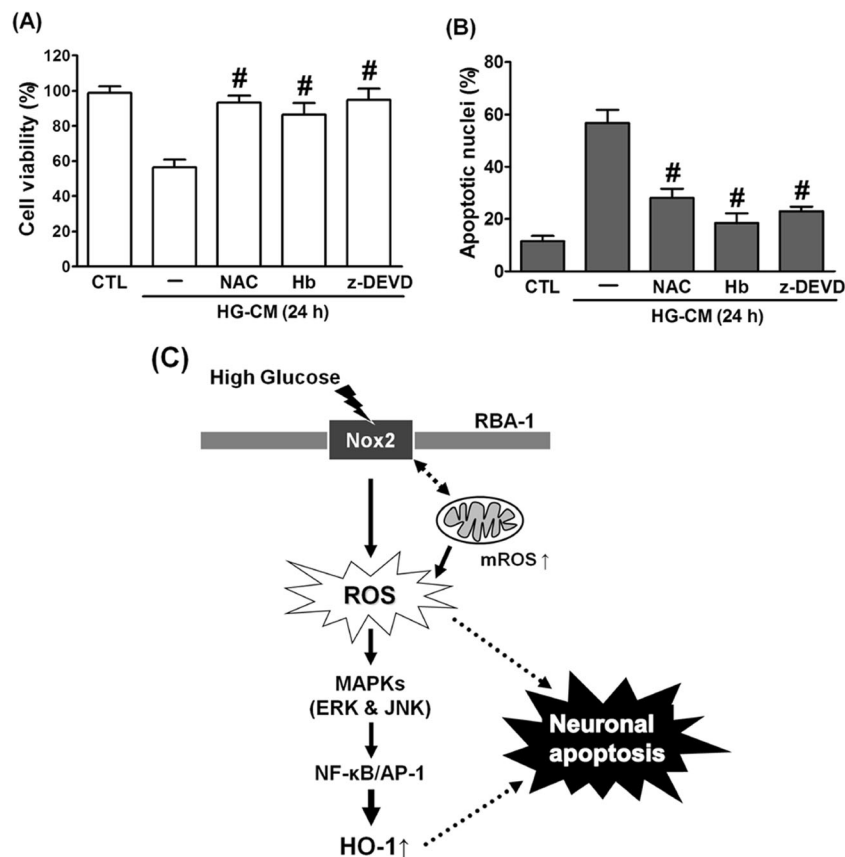 (A)
Cell viability (%)
120
100
80
60
40
20
0
# # #
CTL – NAC Hb z-DEVD
HG-CM (24 h)
(B)
Apoptotic nuclei (%)
80
60
40
20
0
# # #
CTL – NAC Hb z-DEVD
HG-CM (24 h)
(C)
High Glucose
RBA-1
Nox2
mROS ↑
ROS
MAPKs
(ERK & JNK)
NF-κB/AP-1
HO-1↑
Neuronal
apoptosis